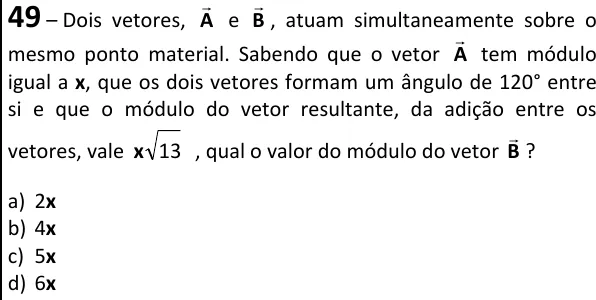 49 – Dois vetores, A⃗ e B⃗, atuam simultaneamente sobre o
mesmo ponto material. Sabendo que o vetor A⃗ tem módulo
igual a x, que os dois vetores formam um ângulo de 120° entre
si e que o módulo do vetor resultante, da adição entre os
vetores, vale x√13 , qual o valor do módulo do vetor B⃗ ?
a) 2x
b) 4x
c) 5x
d) 6x